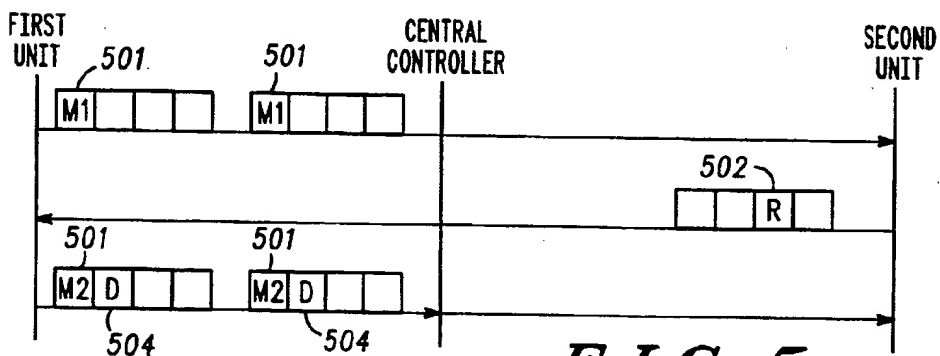 FIRST
UNIT
501
501
CENTRAL
CONTROLLER
SECOND
UNIT
M1
M1
502
R
501
501
M2 D
M2 D
504
504
FIG. 5